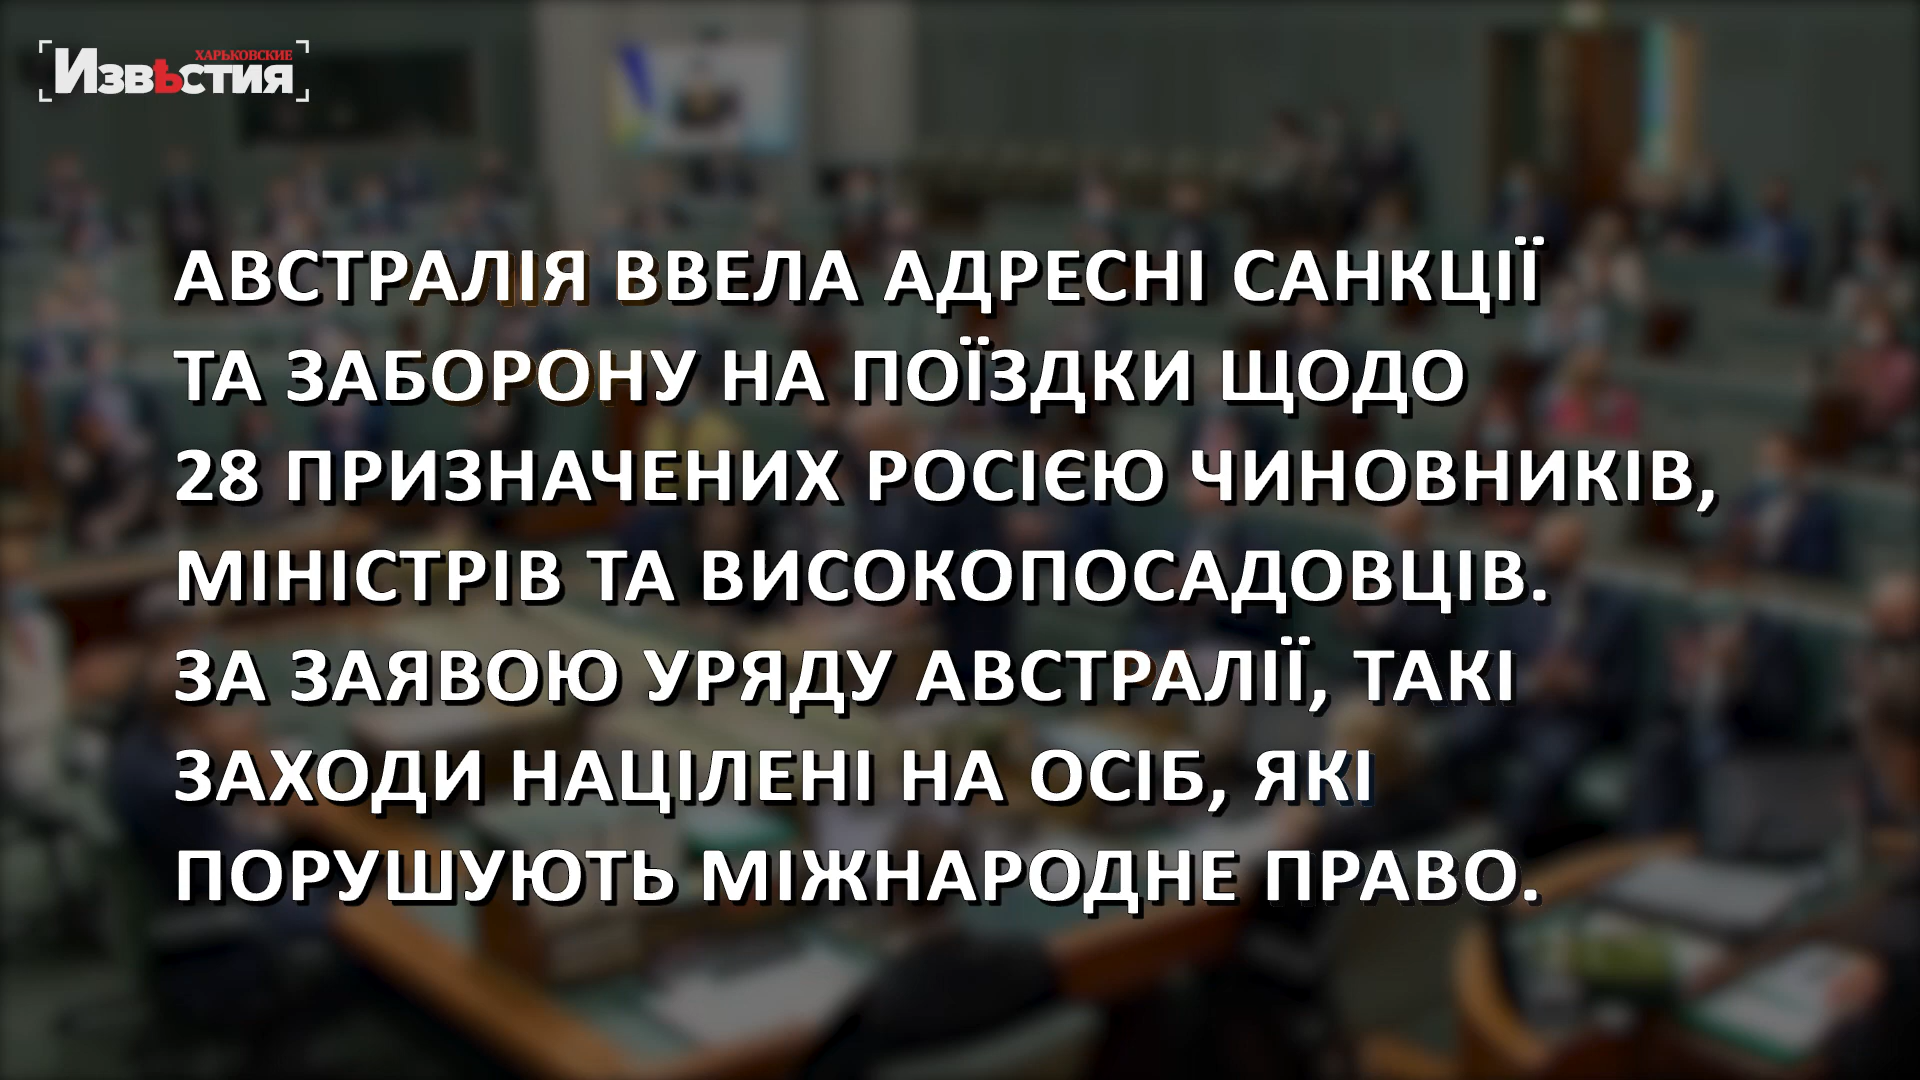 ХАРЬКОВСКИЕ
ИЗВѢСТИЯ
АВСТРАЛІЯ ВВЕЛА АДРЕСНІ САНКЦІЇ
ТА ЗАБОРОНУ НА ПОЇЗДКИ ЩОДО
28 ПРИЗНАЧЕНИХ РОСІЄЮ ЧИНОВНИКІВ,
МІНІСТРІВ ТА ВИСОКОПОСАДОВЦІВ.
ЗА ЗАЯВОЮ УРЯДУ АВСТРАЛІЇ, ТАКІ
ЗАХОДИ НАЦІЛЕНІ НА ОСІБ, ЯКІ
ПОРУШУЮТЬ МІЖНАРОДНЕ ПРАВО.